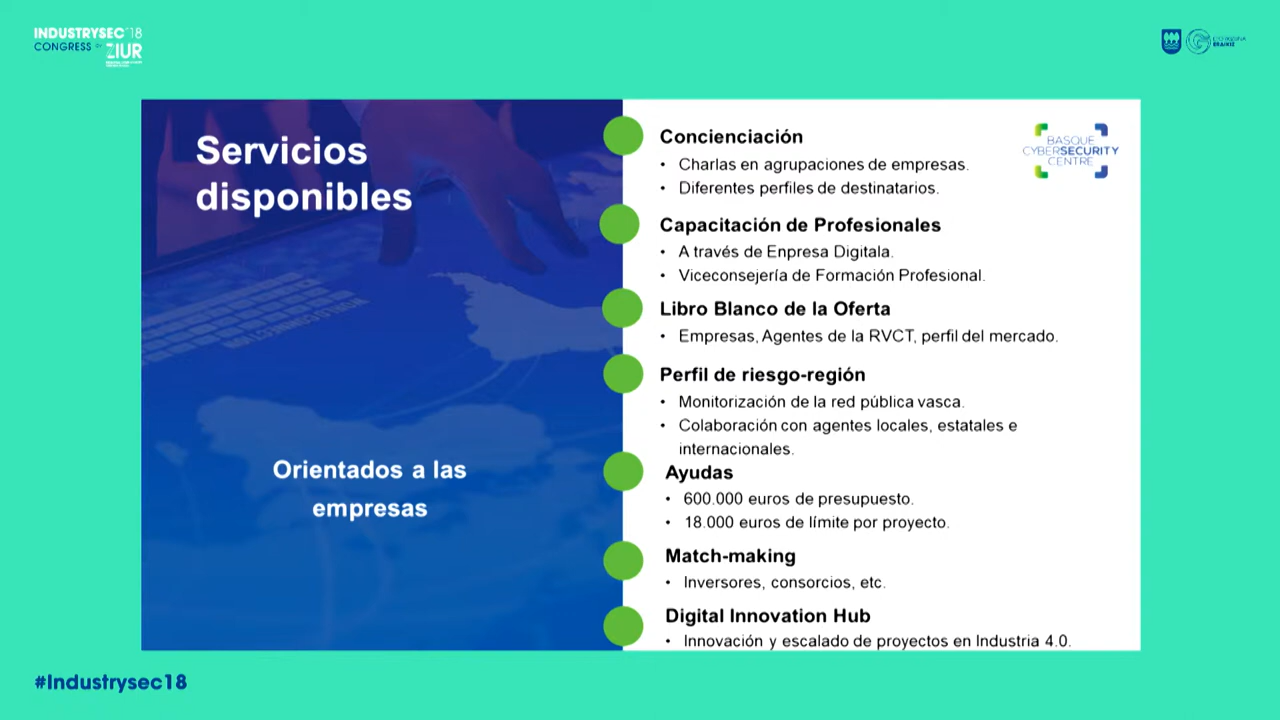 INDUSTRYSEC'18
CONGRESS BY ZIUR
Servicios
disponibles
Orientados a las
empresas
BASQUE
CYBERSECURITY
CENTRE
Concienciación
• Charlas en agrupaciones de empresas.
• Diferentes perfiles de destinatarios.
Capacitación de Profesionales
• A través de Enpresa Digitala.
• Viceconsejería de Formación Profesional.
Libro Blanco de la Oferta
• Empresas, Agentes de la RVCT, perfil del mercado.
Perfil de riesgo-región
• Monitorización de la red pública vasca.
• Colaboración con agentes locales, estatales e
internacionales.
Ayudas
• 600.000 euros de presupuesto.
• 18.000 euros de límite por proyecto.
Match-making
• Inversores, consorcios, etc.
Digital Innovation Hub
• Innovación y escalado de proyectos en Industria 4.0.
#Industrysec18